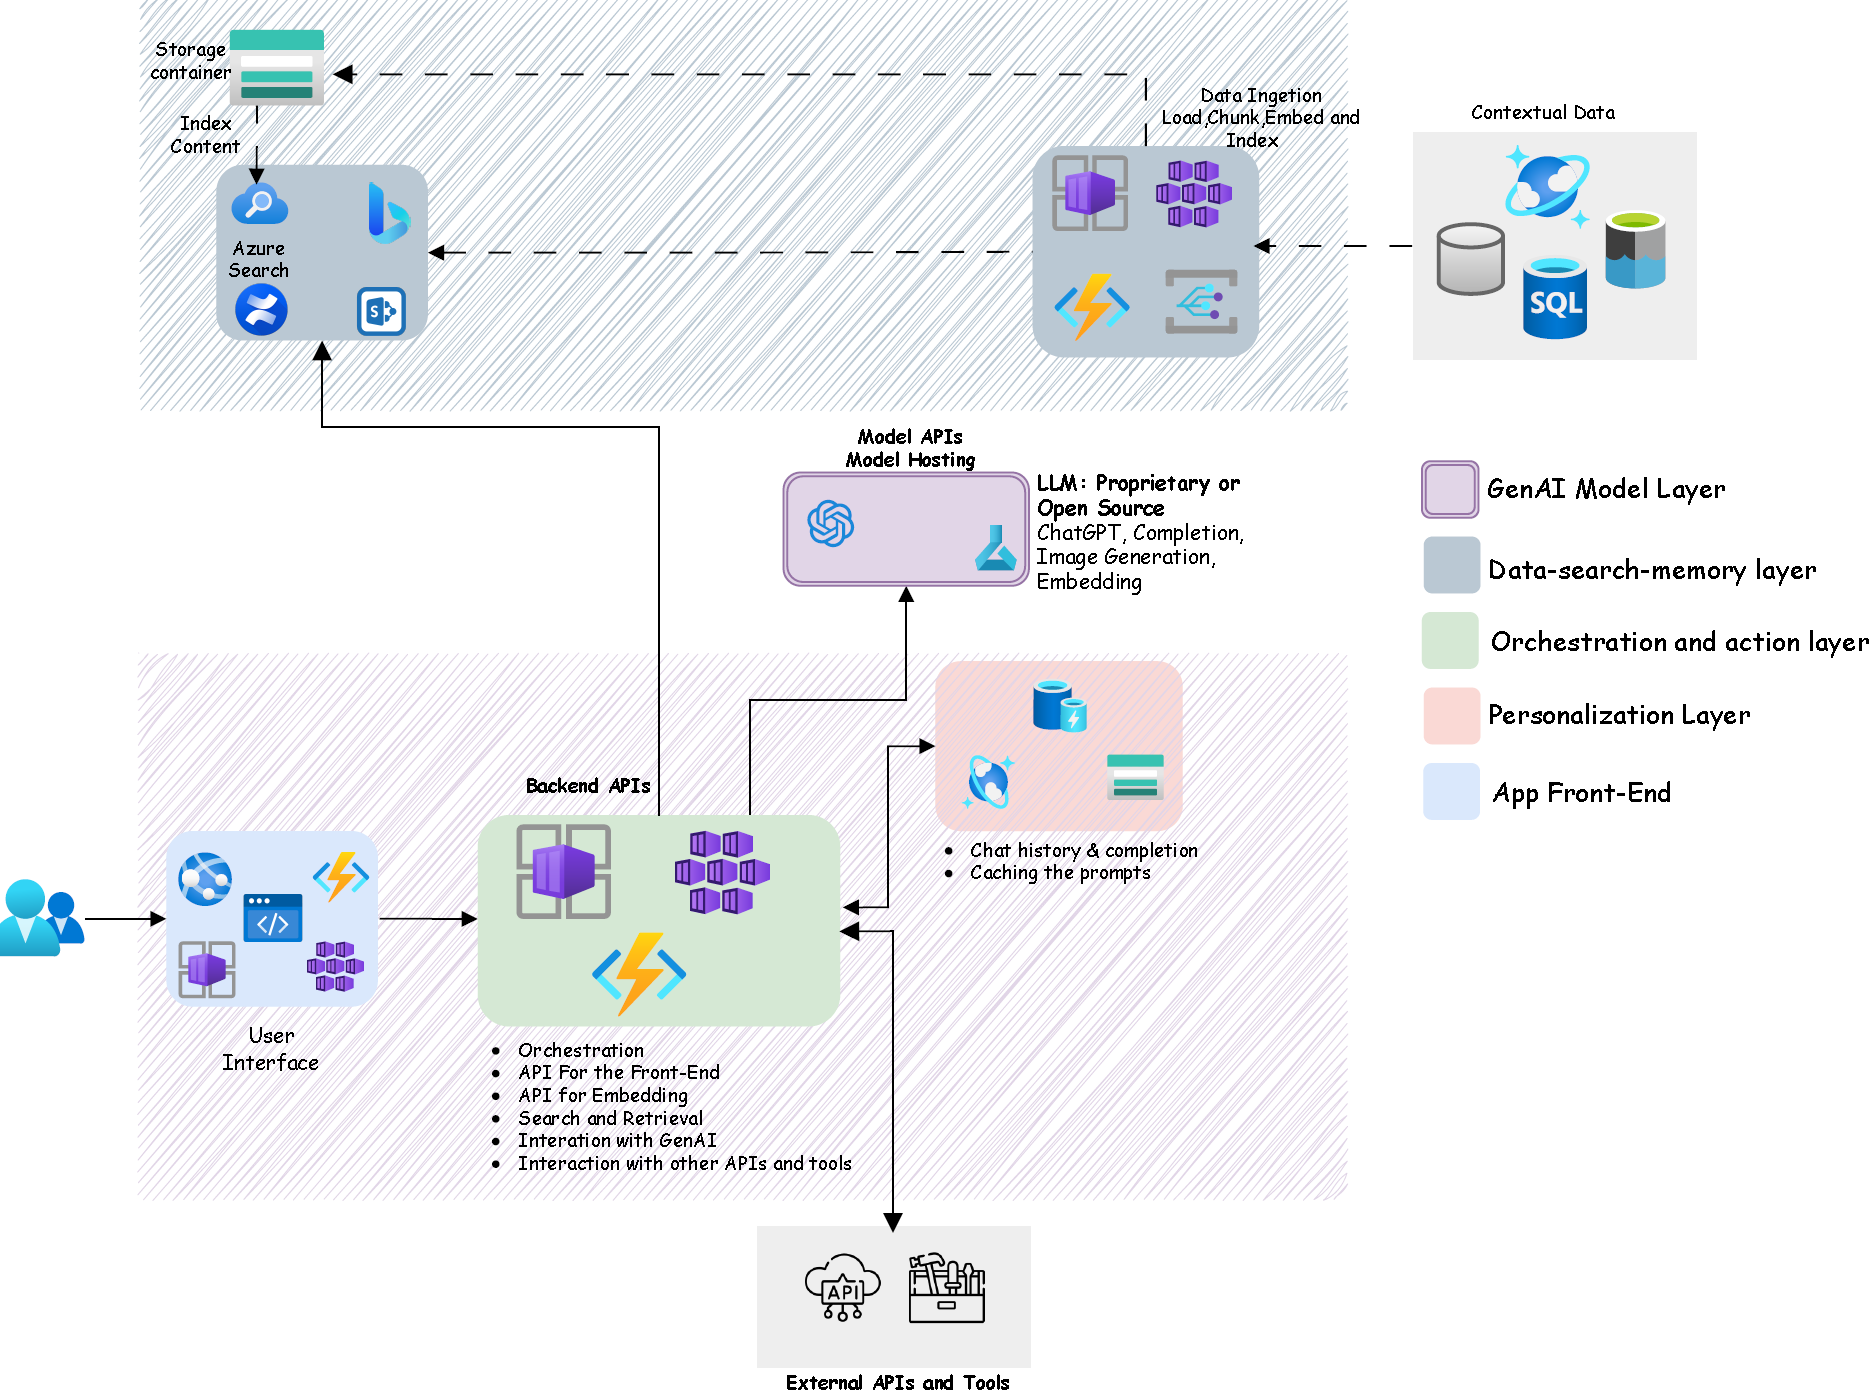 Storage
container
Index
Content
Azure
Search
Data Ingetion
Load,Chunk,Embed and
Index
Contextual Data
SQL
S
Model APIs
Model Hosting
LLM: Proprietary or
Open Source
ChatGPT, Completion,
Image Generation,
Embedding
GenAI Model Layer
Data-search-memory layer
Orchestration and action layer
Personalization Layer
App Front-End
Backend APIs
• Chat history & completion
• Caching the prompts
</>
User
Interface
• Orchestration
• API For the Front-End
• API for Embedding
• Search and Retrieval
• Interation with GenAI
• Interaction with other APIs and tools
API
External APIs and Tools